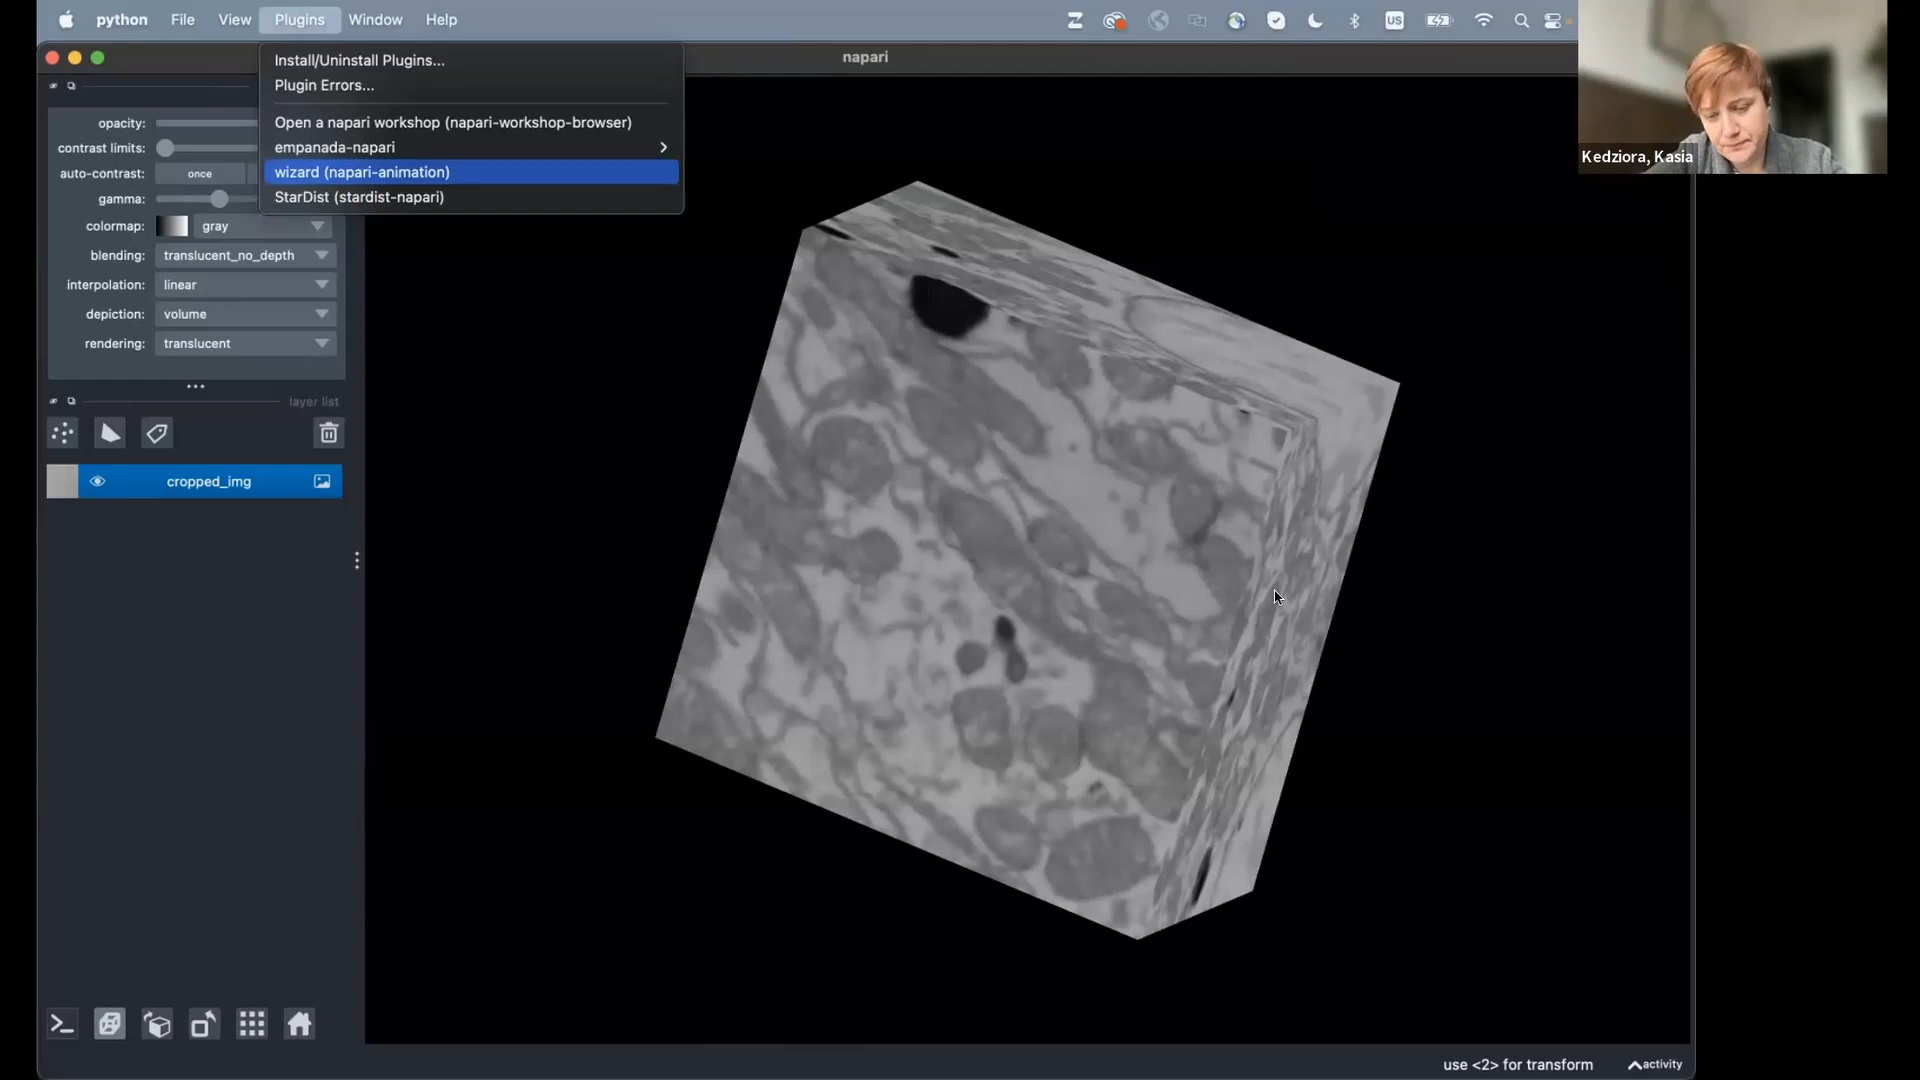 python File View Plugins Window Help US
napari
Install/Uninstall Plugins...
Plugin Errors...
Open a napari workshop (napari-workshop-browser)
empanada-napari
wizard (napari-animation)
StarDist (stardist-napari)
Kedziora, Kasia
opacity:
contrast limits:
auto-contrast: once
gamma:
colormap: gray
blending: translucent_no_depth
interpolation: linear
depiction: volume
rendering: translucent
layer list
cropped_img
use <2> for transform activity